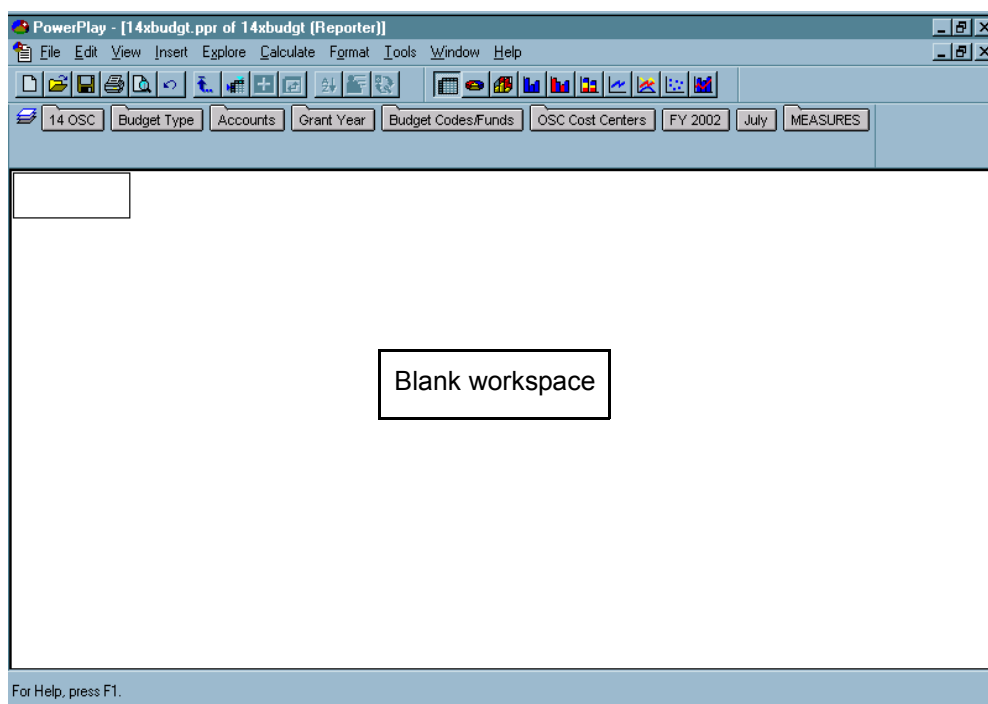 PowerPlay - [14xbudgt.ppr of 14xbudgt (Reporter)]
File Edit View Insert Explore Calculate Format Tools Window Help
14 OSC Budget Type Accounts Grant Year Budget Codes/Funds OSC Cost Centers FY 2002 July MEASURES
Blank workspace
For Help, press F1.